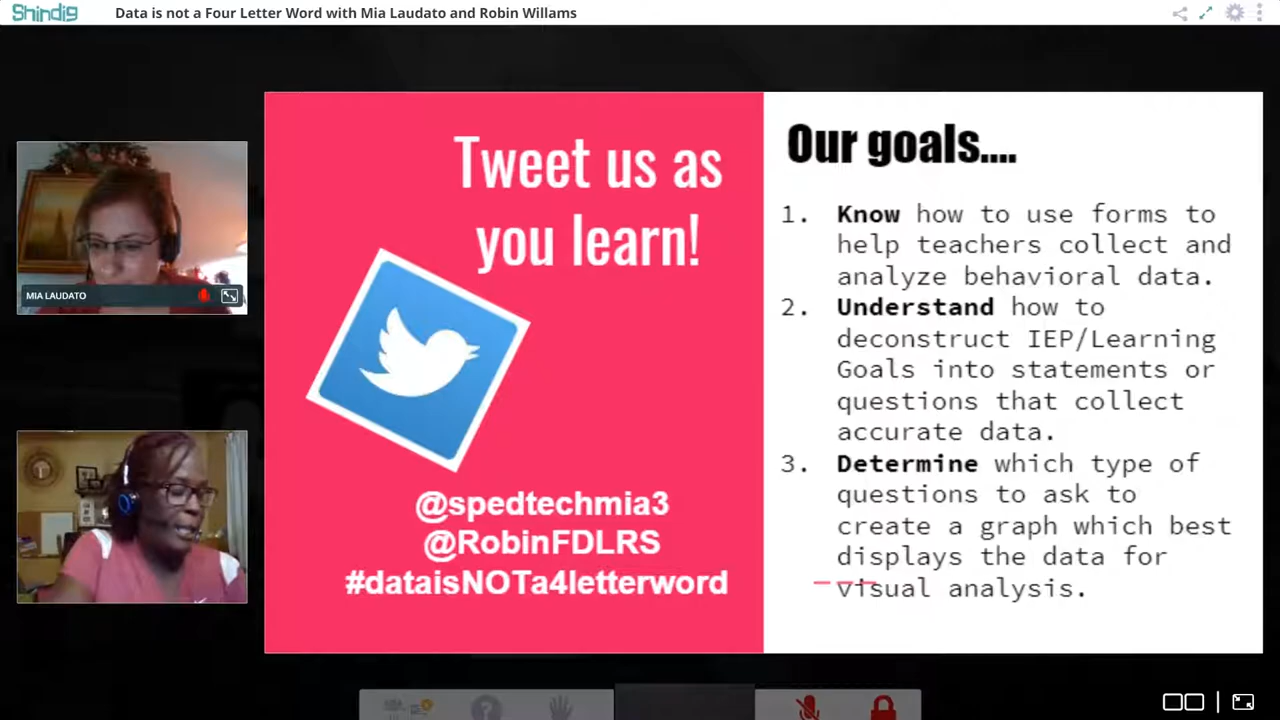 Shindig
Data is not a Four Letter Word with Mia Laudato and Robin Willams
MIA LAUDATO
Tweet us as
you learn!
@spedtechmia3
@RobinFDLRS
#dataisNOTa4letterword
Our goals....
1. Know how to use forms to
help teachers collect and
analyze behavioral data.
2. Understand how to
deconstruct IEP/Learning
Goals into statements or
questions that collect
accurate data.
3. Determine which type of
questions to ask to
create a graph which best
displays the data for
visual analysis.